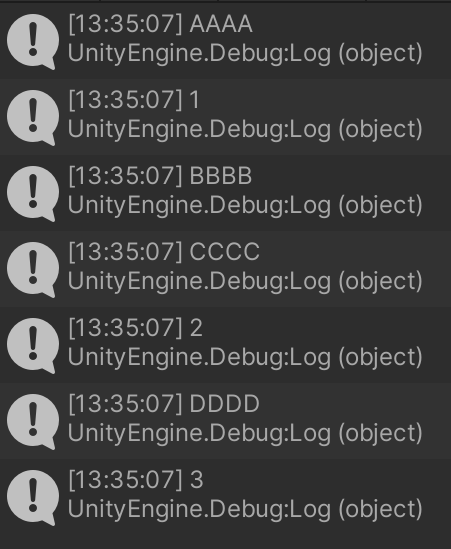 [13:35:07] AAAA
UnityEngine.Debug:Log (object)
[13:35:07] 1
UnityEngine.Debug:Log (object)
[13:35:07] BBBB
UnityEngine.Debug:Log (object)
[13:35:07] CCCC
UnityEngine.Debug:Log (object)
[13:35:07] 2
UnityEngine.Debug:Log (object)
[13:35:07] DDDD
UnityEngine.Debug:Log (object)
[13:35:07] 3
UnityEngine.Debug:Log (object)